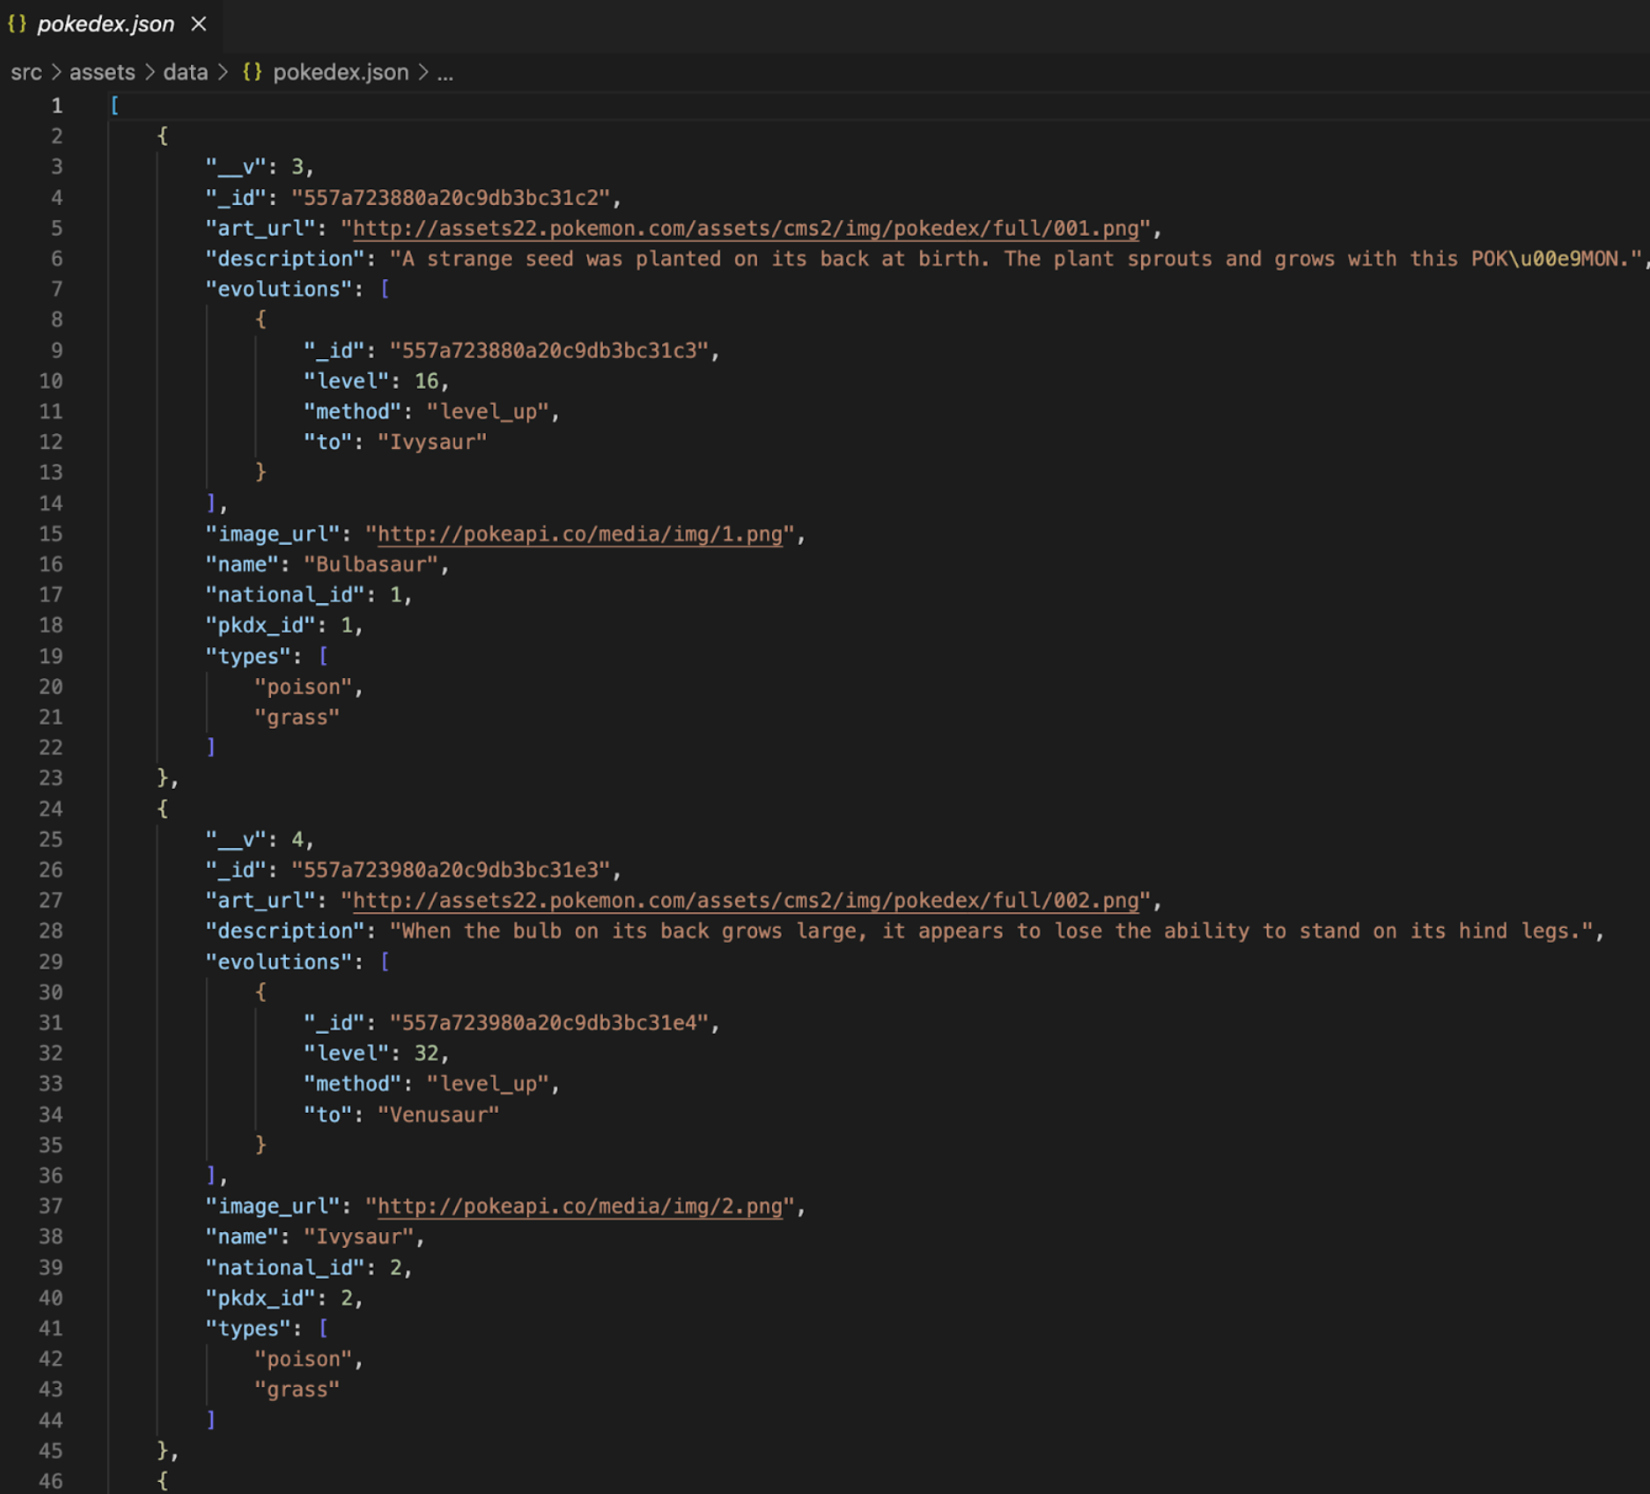 {} pokedex.json ×
src > assets > data > {} pokedex.json > ...
1 [
2 {
3 "__v": 3,
4 "_id": "557a723880a20c9db3bc31c2",
5 "art_url": "http://assets22.pokemon.com/assets/cms2/img/pokedex/full/001.png",
6 "description": "A strange seed was planted on its back at birth. The plant sprouts and grows with this POK\u00e9MON.",
7 "evolutions": [
8 {
9 "_id": "557a723880a20c9db3bc31c3",
10 "level": 16,
11 "method": "level_up",
12 "to": "Ivysaur"
13 }
14 ],
15 "image_url": "http://pokeapi.co/media/img/1.png",
16 "name": "Bulbasaur",
17 "national_id": 1,
18 "pkdx_id": 1,
19 "types": [
20 "poison",
21 "grass"
22 ]
23 },
24 {
25 "__v": 4,
26 "_id": "557a723980a20c9db3bc31e3",
27 "art_url": "http://assets22.pokemon.com/assets/cms2/img/pokedex/full/002.png",
28 "description": "When the bulb on its back grows large, it appears to lose the ability to stand on its hind legs.",
29 "evolutions": [
30 {
31 "_id": "557a723980a20c9db3bc31e4",
32 "level": 32,
33 "method": "level_up",
34 "to": "Venusaur"
35 }
36 ],
37 "image_url": "http://pokeapi.co/media/img/2.png",
38 "name": "Ivysaur",
39 "national_id": 2,
40 "pkdx_id": 2,
41 "types": [
42 "poison",
43 "grass"
44 ]
45 },
46 {